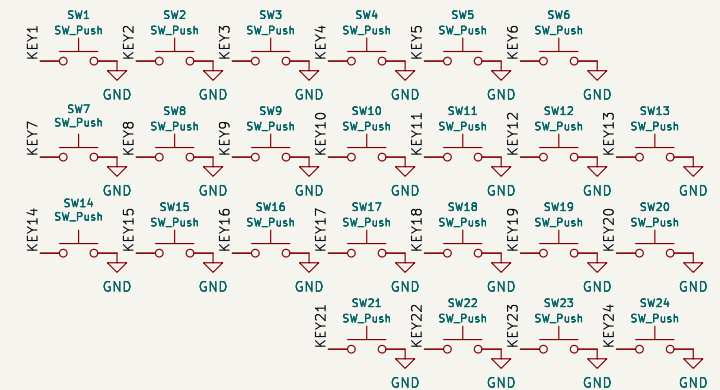 SW1 SW2 SW3 SW4 SW5 SW6
SW_Push SW_Push SW_Push SW_Push SW_Push SW_Push
KEY1 KEY2 KEY3 KEY4 KEY5 KEY6
GND GND GND GND GND GND
SW7 SW8 SW9 SW10 SW11 SW12 SW13
SW_Push SW_Push SW_Push SW_Push SW_Push SW_Push SW_Push
KEY7 KEY8 KEY9 KEY10 KEY11 KEY12 KEY13
GND GND GND GND GND GND GND
SW14 SW15 SW16 SW17 SW18 SW19 SW20
SW_Push SW_Push SW_Push SW_Push SW_Push SW_Push SW_Push
KEY14 KEY15 KEY16 KEY17 KEY18 KEY19 KEY20
GND GND GND GND GND GND GND
SW21 SW22 SW23 SW24
SW_Push SW_Push SW_Push SW_Push
KEY21 KEY22 KEY23 KEY24
GND GND GND GND